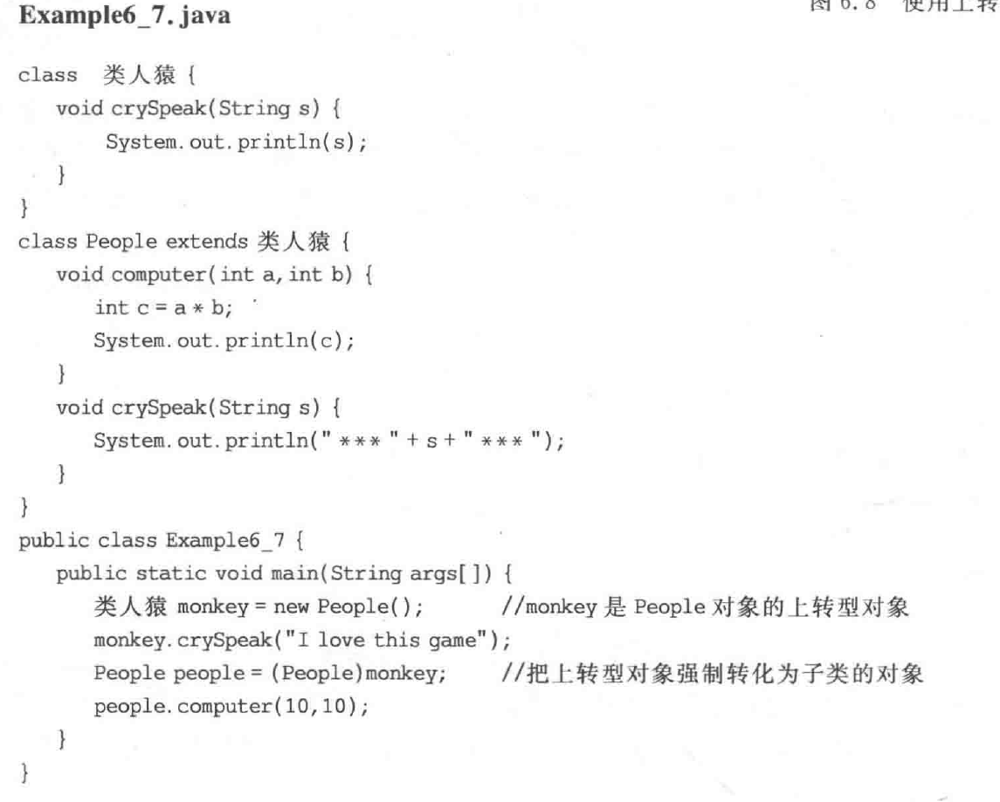 图 6.8 使用上转
Example6_7.java
class 类人猿 {
void crySpeak(String s) {
System.out.println(s);
}
}
class People extends 类人猿 {
void computer(int a,int b) {
int c = a * b;
System.out.println(c);
}
void crySpeak(String s) {
System.out.println(" *** " + s + " *** ");
}
}
public class Example6_7 {
public static void main(String args[]) {
类人猿 monkey = new People(); //monkey 是 People 对象的上转型对象
monkey.crySpeak("I love this game");
People people = (People)monkey; //把上转型对象强制转化为子类的对象
people.computer(10,10);
}
}